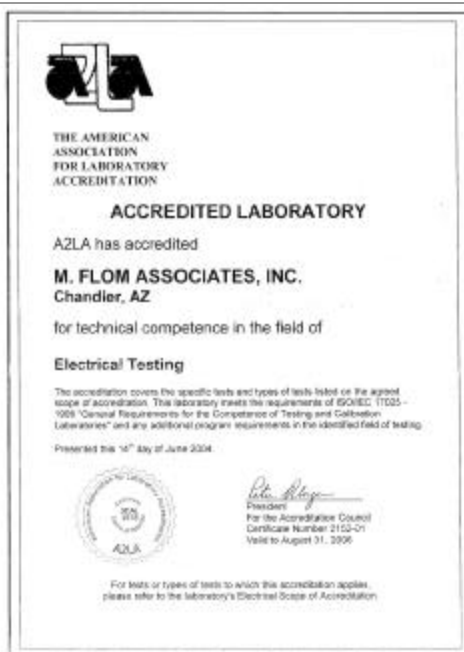 A2LA
THE AMERICAN
ASSOCIATION
FOR LABORATORY
ACCREDITATION
ACCREDITED LABORATORY
A2LA has accredited
M. FLOM ASSOCIATES, INC.
Chandler, AZ
for technical competence in the field of
Electrical Testing
The accreditation covers the specific tests and types of tests listed on the agreed
scope of accreditation. This laboratory meets the requirements of ISO/IEC 17025 -
1999 "General Requirements for the Competence of Testing and Calibration
Laboratories" and any additional program requirements in the identified field of testing.
Presented this day of June 2004.
SEAL
A2LA
President
For the Accreditation Council
Certificate Number 2152-01
Valid to August 31, 2006
For tests or types of tests to which this accreditation applies,
please refer to the laboratory's Electrical Scope of Accreditation